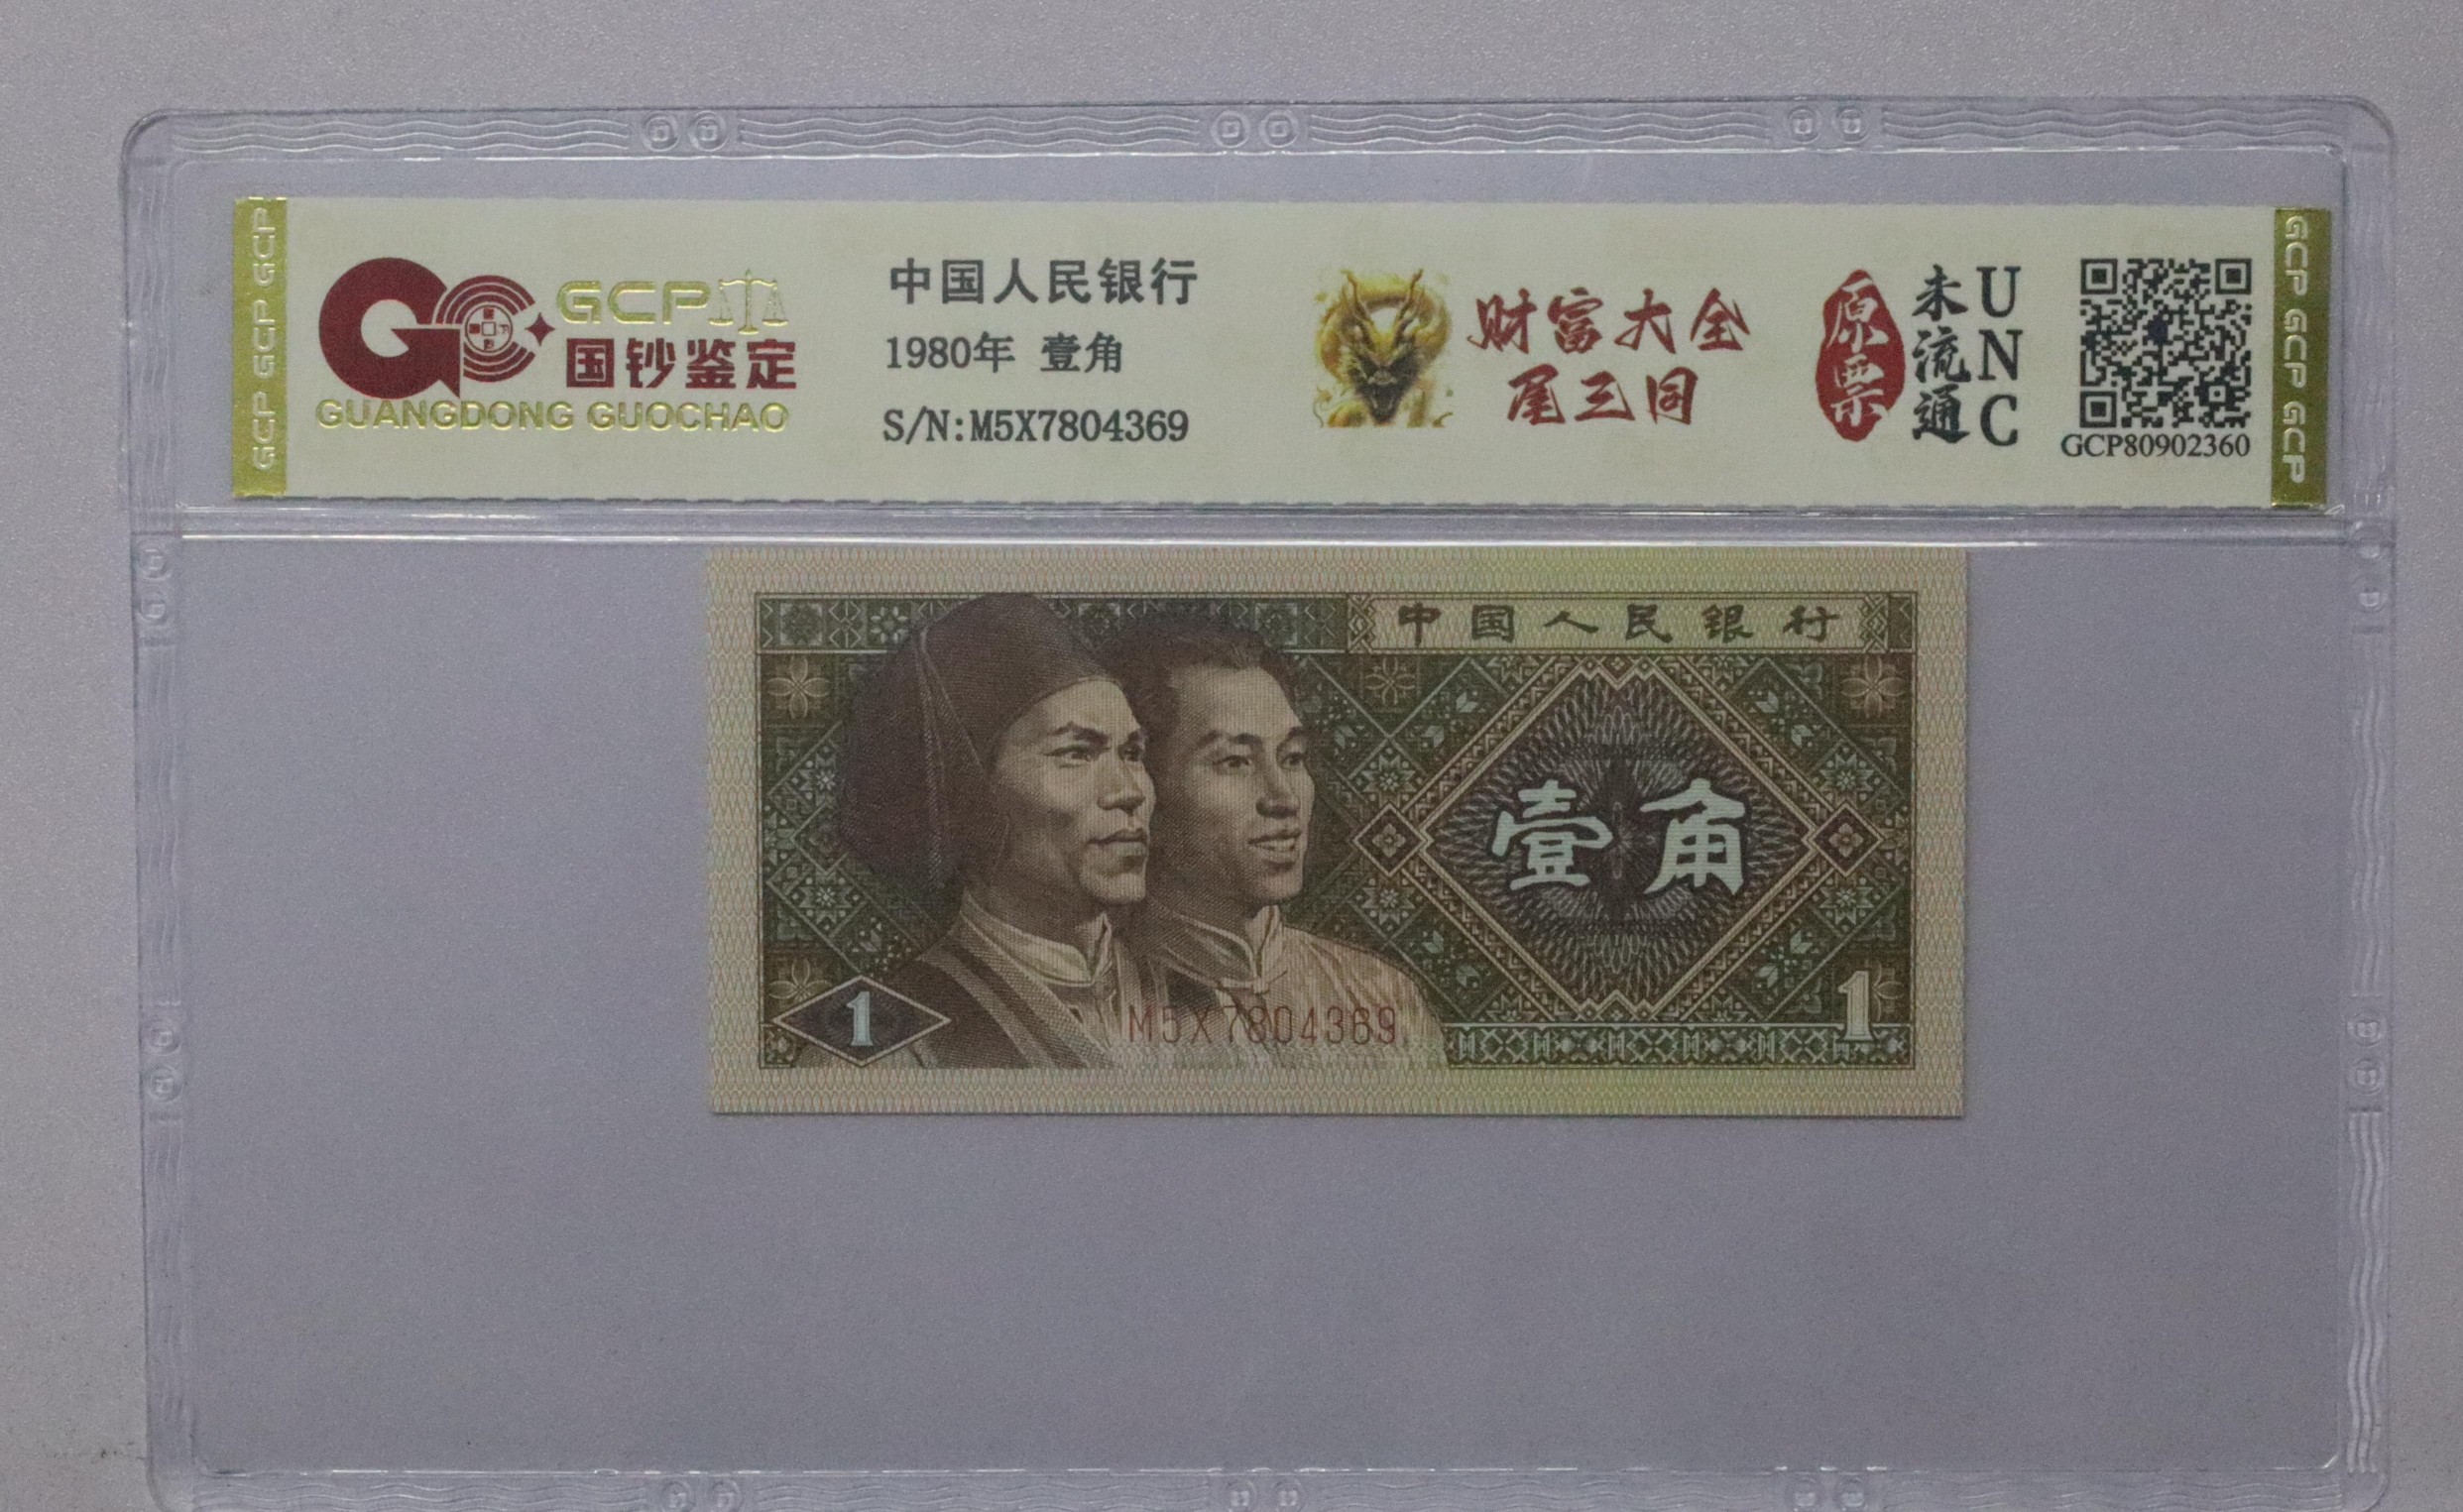 GCP GCP GCP
GCP
国钞鉴定
GUANGDONG GUOCHAO
中国人民银行
1980年 壹角
S/N:M5X7804369
财富大全
尾三同
原票
未流通
UNC
GCP80902360
GCP GCP GCP
中国人民银行
壹角
1
M5X7804369
1